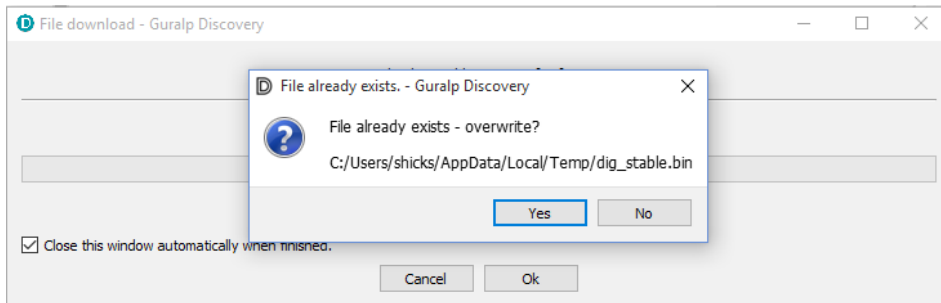 File download - Guralp Discovery
File already exists. - Guralp Discovery
File already exists - overwrite?
C:/Users/shicks/AppData/Local/Temp/dig_stable.bin
Yes No
Close this window automatically when finished.
Cancel Ok